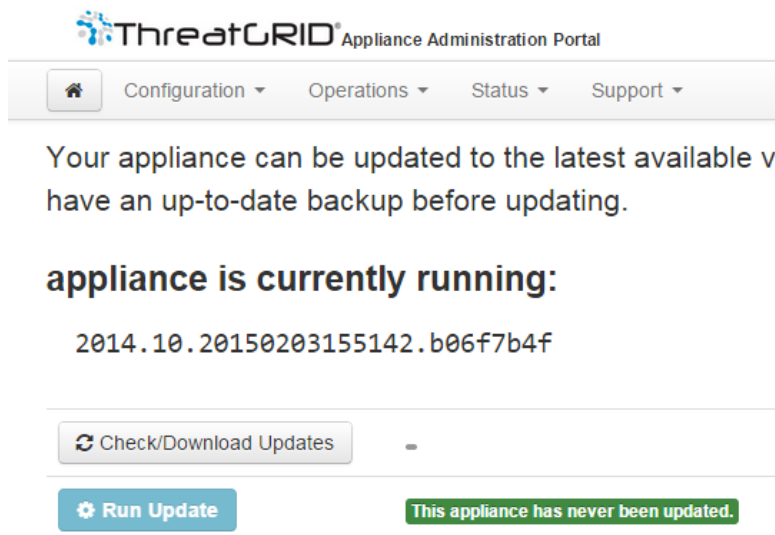 ThreatGRID® Appliance Administration Portal
Configuration Operations Status Support
Your appliance can be updated to the latest available v
have an up-to-date backup before updating.
appliance is currently running:
2014.10.20150203155142.b06f7b4f
Check/Download Updates -
Run Update This appliance has never been updated.